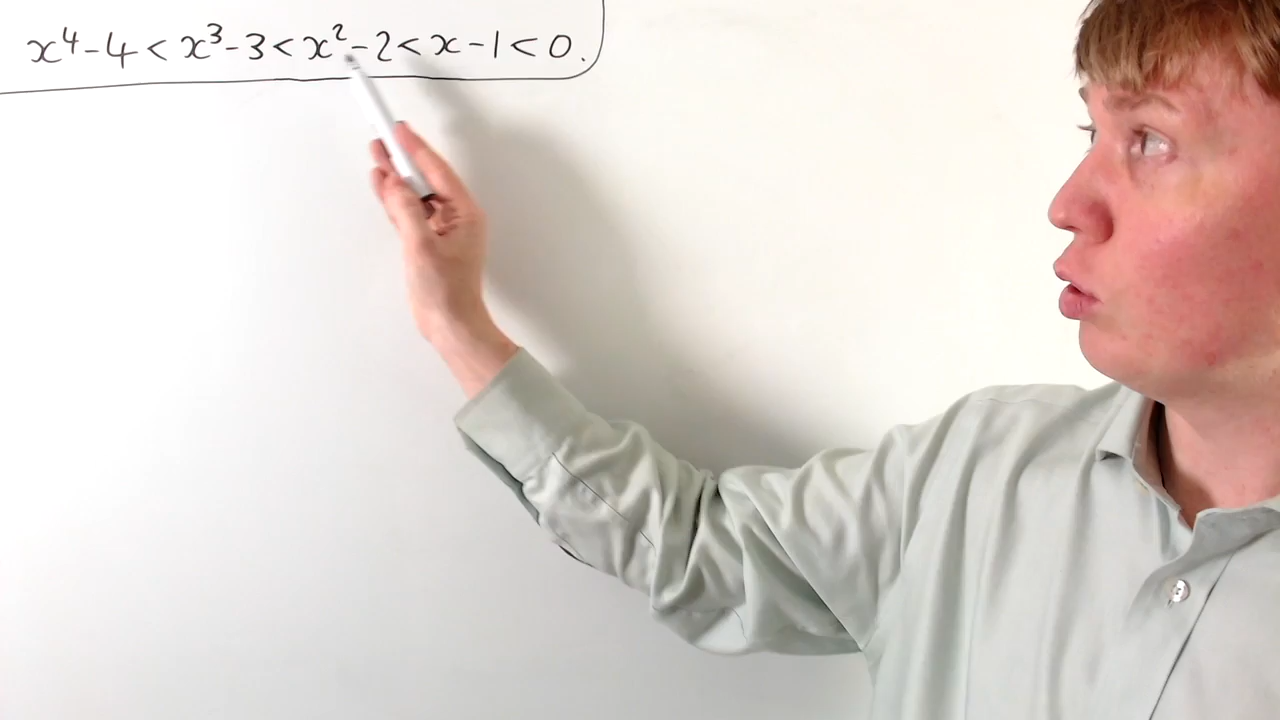 x⁴-4 < x³-3 < x²-2 < x-1 < 0.